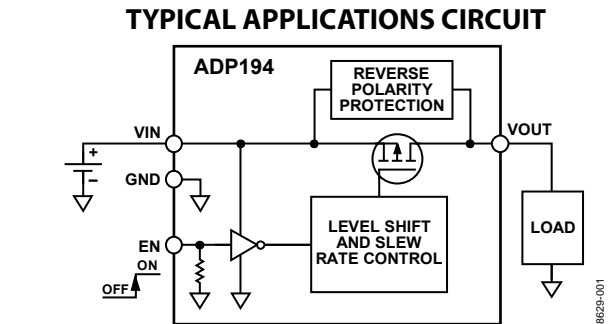 TYPICAL APPLICATIONS CIRCUIT
ADP194
REVERSE
POLARITY
PROTECTION
VIN
VOUT
+
–
GND
LEVEL SHIFT
AND SLEW
RATE CONTROL
LOAD
EN
ON
OFF
8629-001